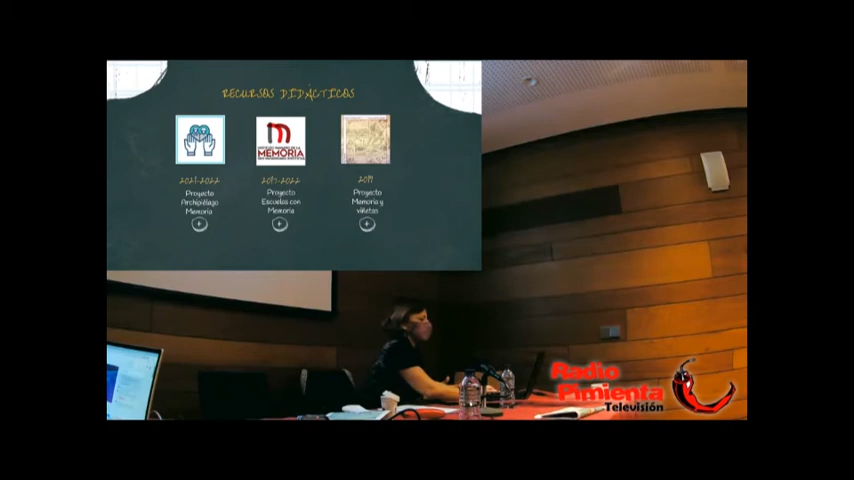 RECURSOS DIDÁCTICOS
MEMORIA
2021-2022
Proyecto
Archipiélago
Memoria
2015-2022
Proyecto
Escuelas con
Memoria
2019
Proyecto
Memoria y
viñetas
Radio
Pimienta
Televisión